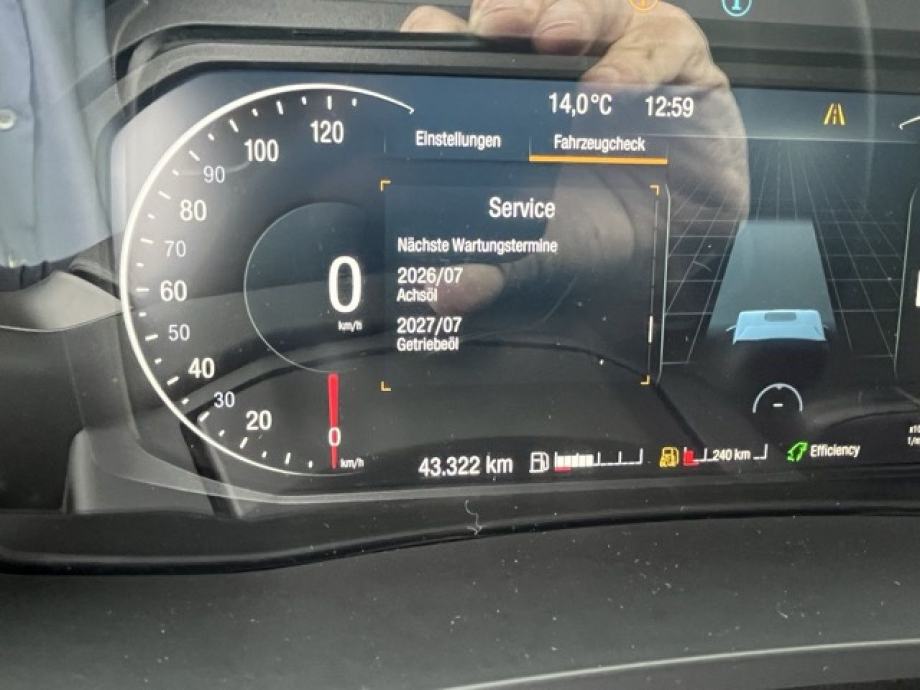 14,0°C 12:59
Einstellungen Fahrzeugcheck
Service
Nächste Wartungstermine
2026/07
Achsöl
2027/07
Getriebeöl
120
100
90
80
70
60
50
40
30
20
0
km/h
0
km/h
43.322 km
240 km
Efficiency